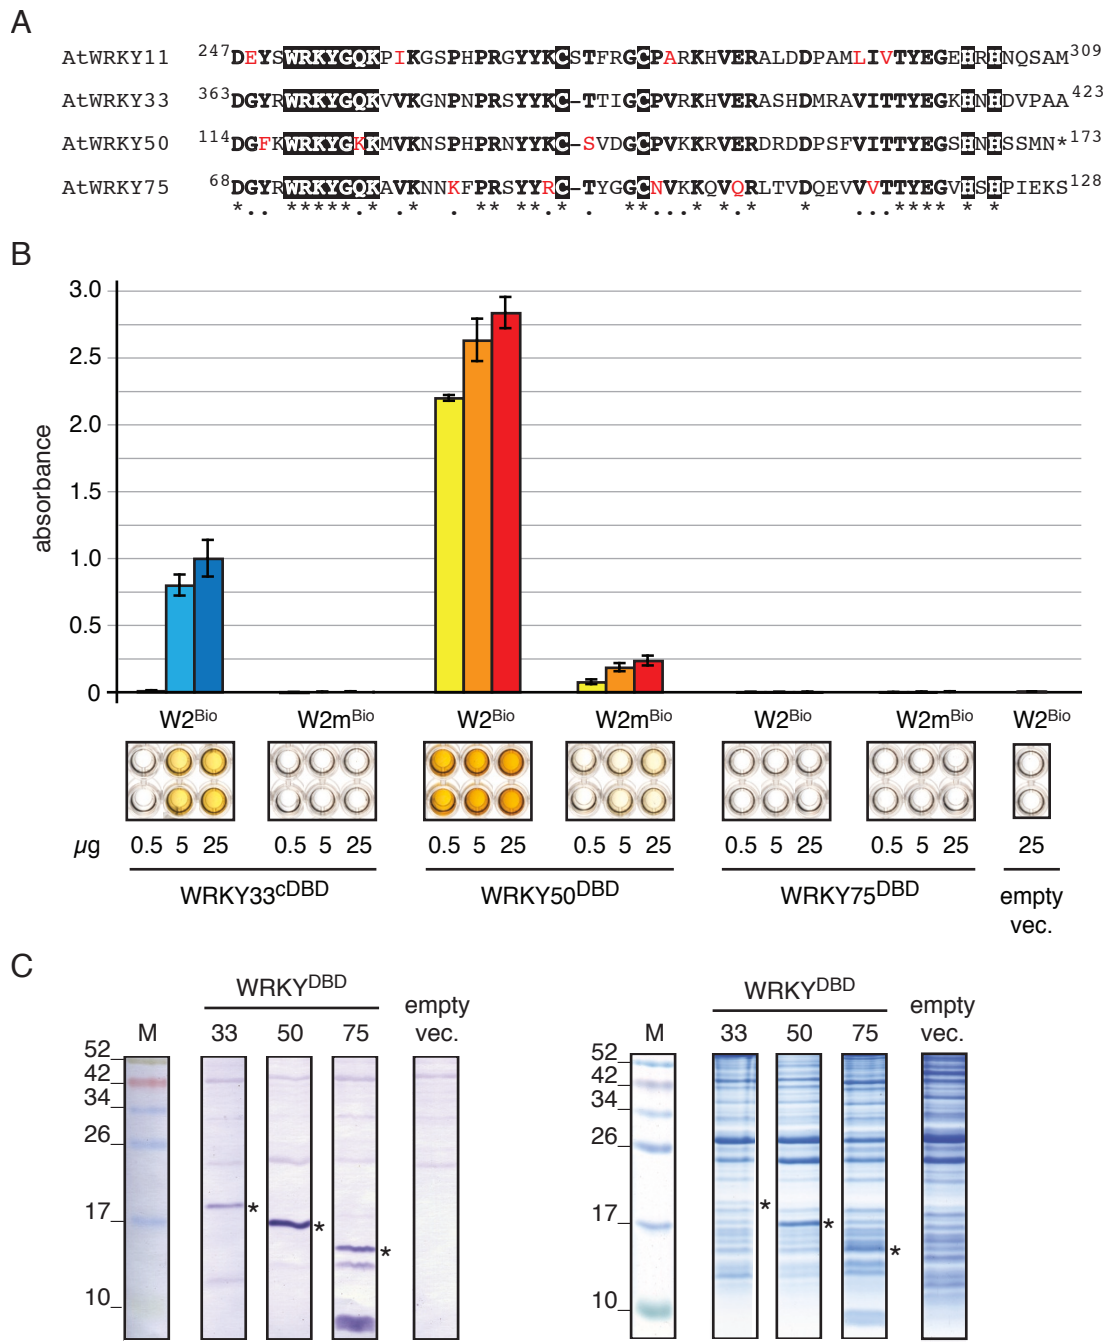 A
AtWRKY11 247DEYSWRKYGQKPIKGSPHPRGYYKCSTFRGCPARKHVERALDDPAMLIVTYEGEHRHNQSAM309
AtWRKY33 363DGYRWRKYGQKVVKGNPNPRSYYKC-TTIGCPVRKHVERASHDMRAVITTYEGKHNHDVPAA423
AtWRKY50 114DGFKWRKYGKKMVKNSPHPRNYYKC-SVDGCPVKKRVERDRDDPSFVITTYEGSHNHSSMN*173
AtWRKY75 68DGYRWRKYGQKAVKNNKFPRSYYRC-TYGGCNVKKQVQRLTVDQEVVVTTYEGVHSHPIEKS128
*..*****.*.*.**.**.*.**...*.*.*...****.*.*
B
absorbance
3.0
2.5
2.0
1.5
1.0
0.5
0
W2Bio W2mBio W2Bio W2mBio W2Bio W2mBio W2Bio
µg 0.5 5 25 0.5 5 25 0.5 5 25 0.5 5 25 0.5 5 25 0.5 5 25 25
WRKY33cDBD WRKY50DBD WRKY75DBD empty
vec.
C
WRKYDBD empty WRKYDBD empty
M 33 50 75 vec. M 33 50 75 vec.
52 52
42 42
34 34
26 26
* *
17 * 17 *
* *
10 10